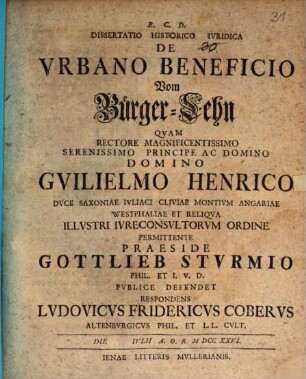 31.
R. C. D.
DISSERTATIO HISTORICO IVRIDICA
DE
VRBANO BENEFICIO
Vom
Bürger-Lehn
QVAM
RECTORE MAGNIFICENTISSIMO
SERENISSIMO PRINCIPE AC DOMINO
DOMINO
GVILIELMO HENRICO
DVCE SAXONIAE IVLIACI CLIVIAE MONTIVM ANGARIAE
WESTPHALIAE ET RELIQVA
ILLVSTRI IVRECONSVLTORVM ORDINE
PERMITTENTE
PRAESIDE
GOTTLIEB STVRMIO
PHIL. ET I. V. D.
PVBLICE DEFENDET
RESPONDENS
LVDOVICVS FRIDERICVS COBERVS
ALTENBVRGICVS PHIL. ET LL. CVLT.
DIE IVLII A. O. R. M DCC XXVI.
IENAE LITTERIS MVLLERIANIS.